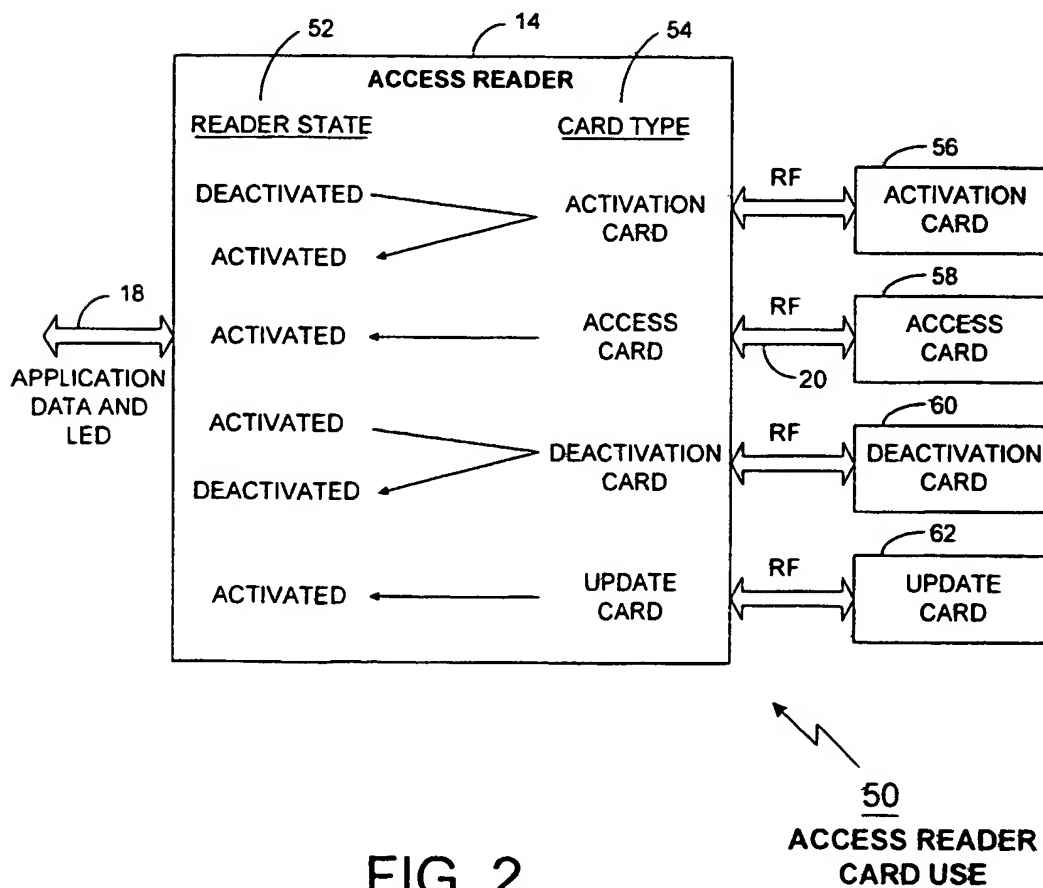 52
14
54
ACCESS READER
READER STATE
CARD TYPE
56
DEACTIVATED
ACTIVATED
ACTIVATION
CARD
RF
ACTIVATION
CARD
18
APPLICATION
DATA AND
LED
ACTIVATED
ACCESS
CARD
RF
20
58
ACCESS
CARD
ACTIVATED
DEACTIVATED
DEACTIVATION
CARD
RF
60
DEACTIVATION
CARD
ACTIVATED
UPDATE
CARD
RF
62
UPDATE
CARD
50
ACCESS READER
CARD USE
FIG. 2